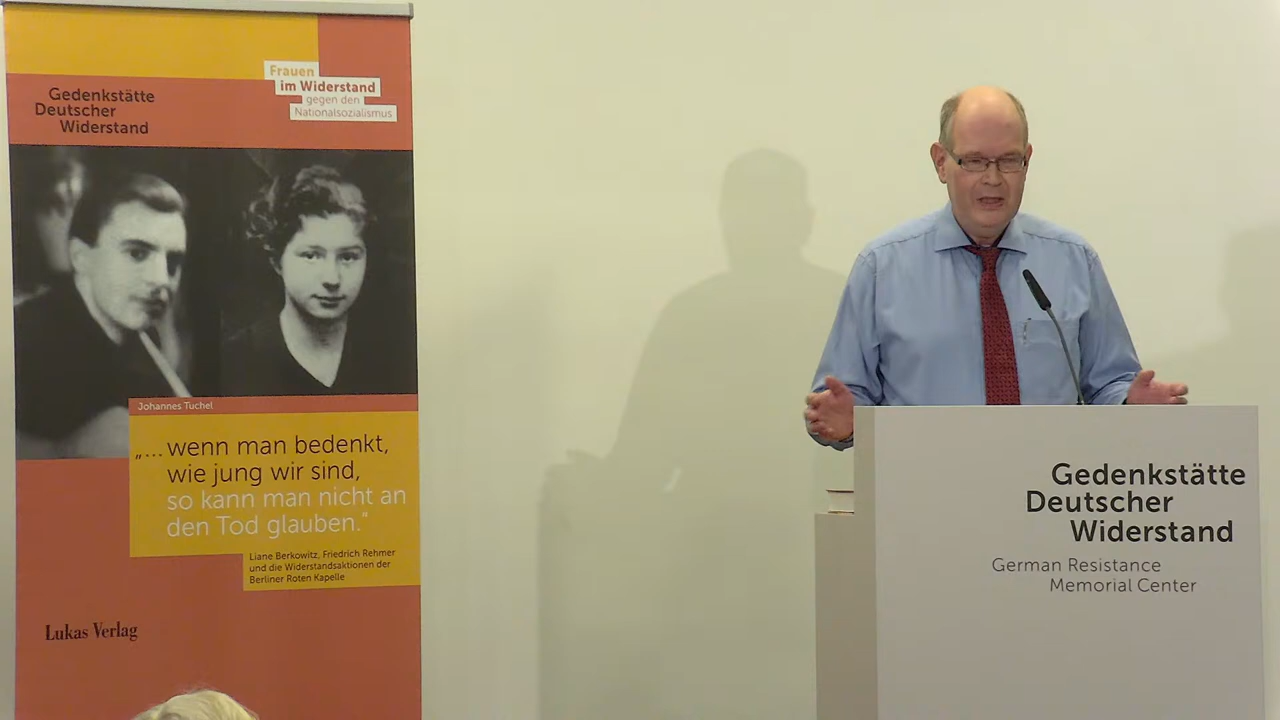 Frauen
im Widerstand
gegen den
Nationalsozialismus
Gedenkstätte
Deutscher
Widerstand
Johannes Tuchel
„... wenn man bedenkt,
wie jung wir sind,
so kann man nicht an
den Tod glauben.“
Liane Berkowitz, Friedrich Rehmer
und die Widerstandsaktionen der
Berliner Roten Kapelle
Lukas Verlag
Gedenkstätte
Deutscher
Widerstand
German Resistance
Memorial Center